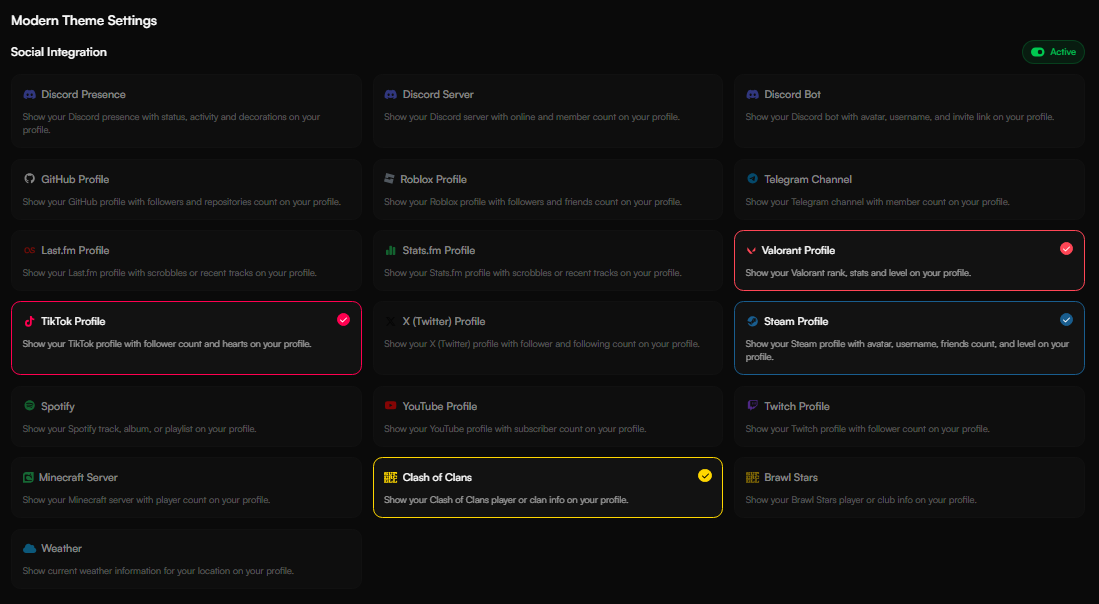 Modern Theme Settings
Social Integration
Active
Discord Presence
Show your Discord presence with status, activity and decorations on your
profile.
Discord Server
Show your Discord server with online and member count on your profile.
Discord Bot
Show your Discord bot with avatar, username, and invite link on your profile.
GitHub Profile
Show your GitHub profile with followers and repositories count on your profile.
Roblox Profile
Show your Roblox profile with followers and friends count on your profile.
Telegram Channel
Show your Telegram channel with member count on your profile.
Last.fm Profile
Show your Last.fm profile with scrobbles or recent tracks on your profile.
Stats.fm Profile
Show your Stats.fm profile with scrobbles or recent tracks on your profile.
Valorant Profile
Show your Valorant rank, stats and level on your profile.
TikTok Profile
Show your TikTok profile with follower count and hearts on your profile.
X (Twitter) Profile
Show your X (Twitter) profile with follower and following count on your profile.
Steam Profile
Show your Steam profile with avatar, username, friends count, and level on your
profile.
Spotify
Show your Spotify track, album, or playlist on your profile.
YouTube Profile
Show your YouTube profile with subscriber count on your profile.
Twitch Profile
Show your Twitch profile with follower count on your profile.
Minecraft Server
Show your Minecraft server with player count on your profile.
Clash of Clans
Show your Clash of Clans player or clan info on your profile.
Brawl Stars
Show your Brawl Stars player or club info on your profile.
Weather
Show current weather information for your location on your profile.